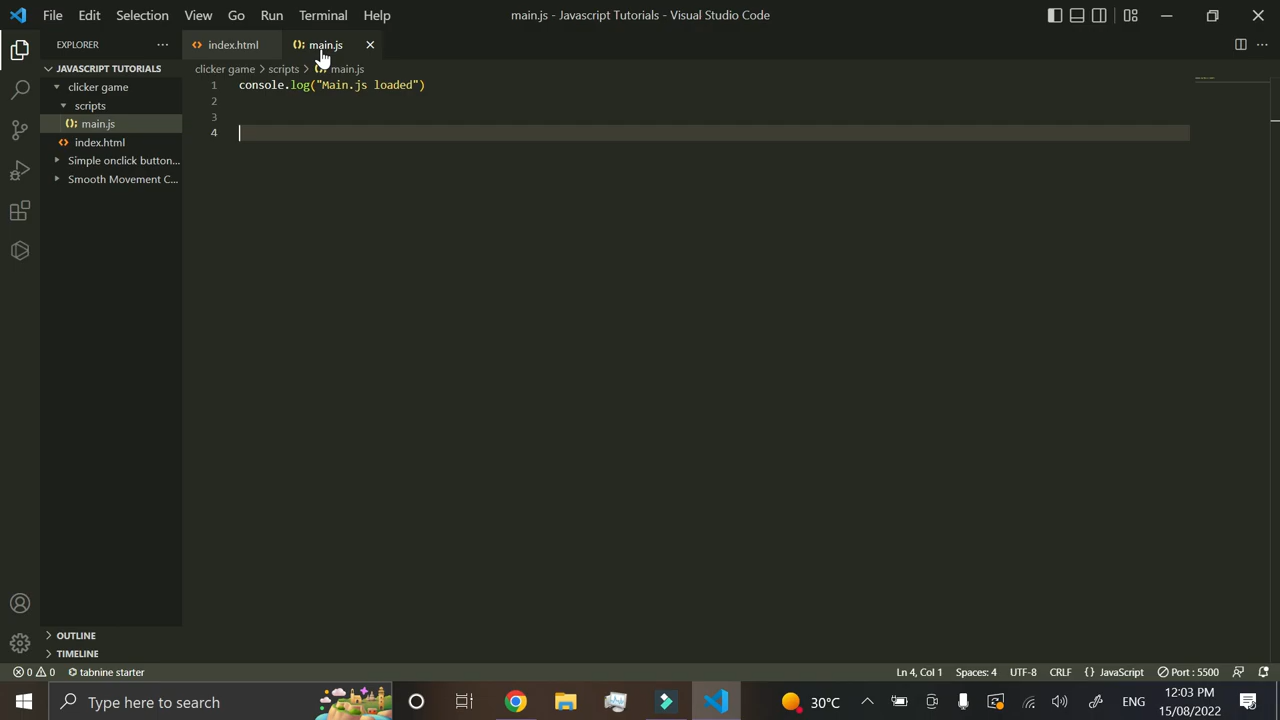 File Edit Selection View Go Run Terminal Help
main.js - Javascript Tutorials - Visual Studio Code
EXPLORER
index.html
main.js
JAVASCRIPT TUTORIALS
clicker game > scripts > main.js
clicker game
scripts
main.js
index.html
Simple onclick button...
Smooth Movement C...
1 console.log("Main.js loaded")
2
3
4
OUTLINE
TIMELINE
0 0 tabnine starter
Ln 4, Col 1 Spaces: 4 UTF-8 CRLF {} JavaScript Port : 5500
Type here to search
30°C
ENG
12:03 PM
15/08/2022